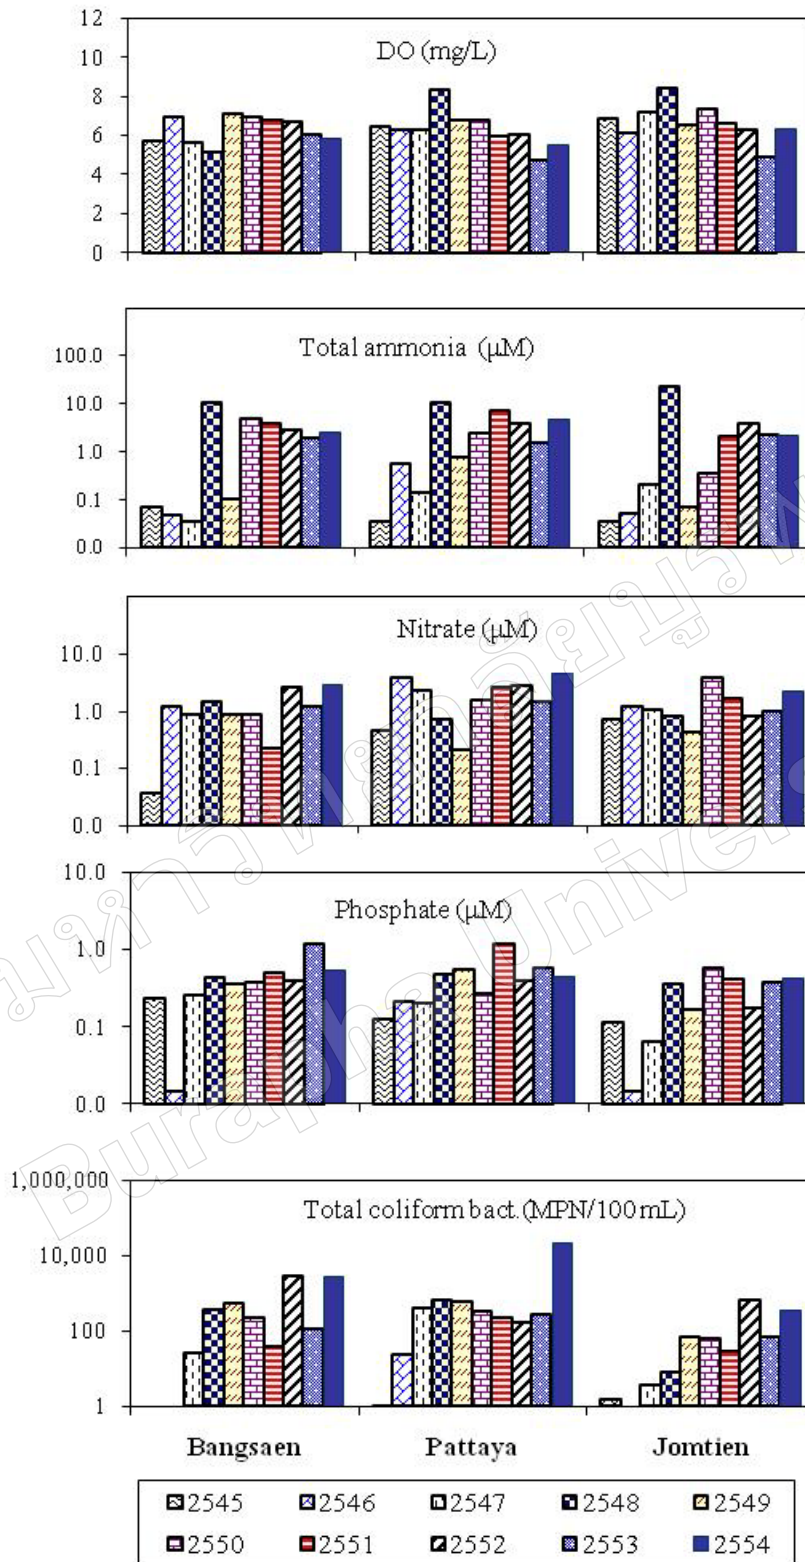 DO (mg/L)
12
10
8
6
4
2
0
Total ammonia (µM)
100.0
10.0
1.0
0.1
0.0
Nitrate (µM)
10.0
1.0
0.1
0.0
Phosphate (µM)
10.0
1.0
0.1
0.0
Total coliform bact.(MPN/100 mL)
1,000,000
10,000
100
1
Bangsaen Pattaya Jomtien
2545 2546 2547 2548 2549
2550 2551 2552 2553 2554
Burapha Univers